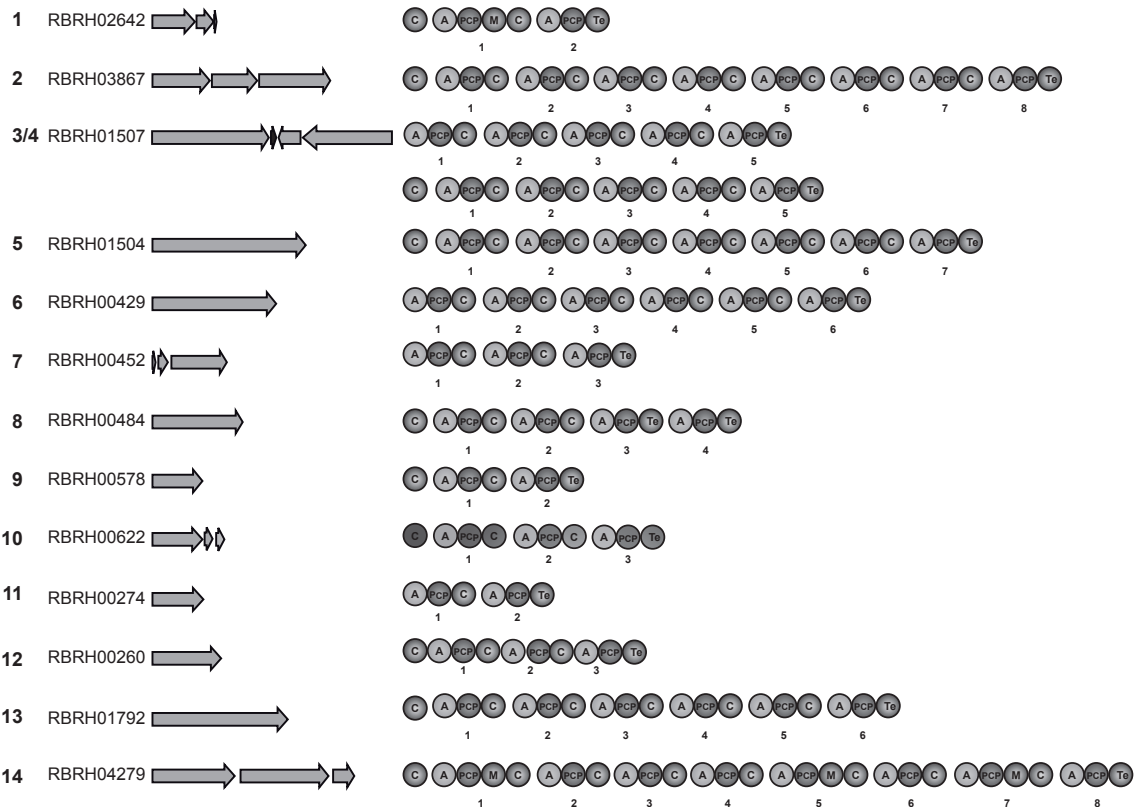 1 RBRH02642 C A PCP M C A PCP Te
1 2
2 RBRH03867 C A PCP C A PCP C A PCP C A PCP C A PCP C A PCP C A PCP C A PCP Te
1 2 3 4 5 6 7 8
3/4 RBRH01507 A PCP C A PCP C A PCP C A PCP C A PCP Te
1 2 3 4 5
C A PCP C A PCP C A PCP C A PCP C A PCP Te
1 2 3 4 5
5 RBRH01504 C A PCP C A PCP C A PCP C A PCP C A PCP C A PCP C A PCP Te
1 2 3 4 5 6 7
6 RBRH00429 A PCP C A PCP C A PCP C A PCP C A PCP C A PCP Te
1 2 3 4 5 6
7 RBRH00452 A PCP C A PCP C A PCP Te
1 2 3
8 RBRH00484 C A PCP C A PCP C A PCP Te A PCP Te
1 2 3 4
9 RBRH00578 C A PCP C A PCP Te
1 2
10 RBRH00622 C A PCP C A PCP C A PCP Te
1 2 3
11 RBRH00274 A PCP C A PCP Te
1 2
12 RBRH00260 C A PCP C A PCP C A PCP Te
1 2 3
13 RBRH01792 C A PCP C A PCP C A PCP C A PCP C A PCP C A PCP Te
1 2 3 4 5 6
14 RBRH04279 C A PCP M C A PCP C A PCP C A PCP C A PCP M C A PCP C A PCP M C A PCP Te
1 2 3 4 5 6 7 8